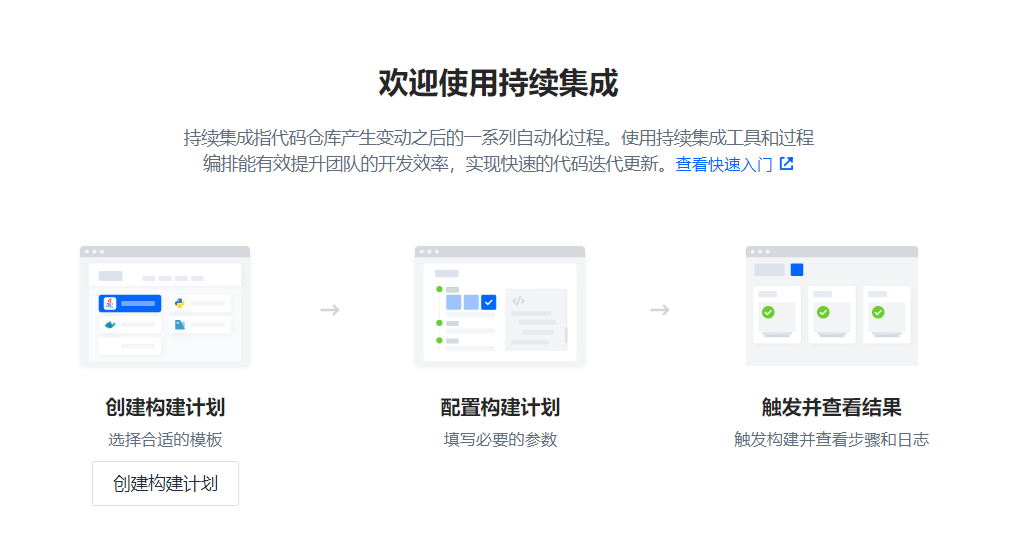 欢迎使用持续集成
持续集成指代码仓库产生变动之后的一系列自动化过程。使用持续集成工具和过程
编排能有效提升团队的开发效率，实现快速的代码迭代更新。查看快速入门
创建构建计划
选择合适的模板
创建构建计划
配置构建计划
填写必要的参数
触发并查看结果
触发构建并查看步骤和日志